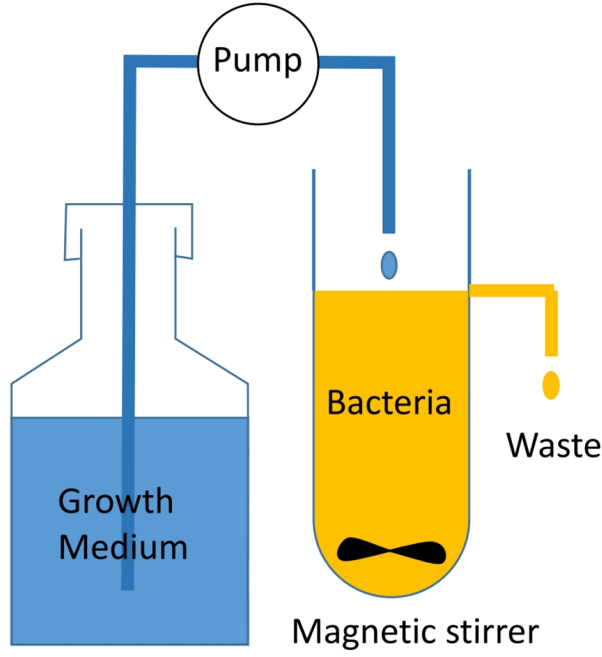 Pump
Bacteria
Waste
Growth
Medium
Magnetic stirrer